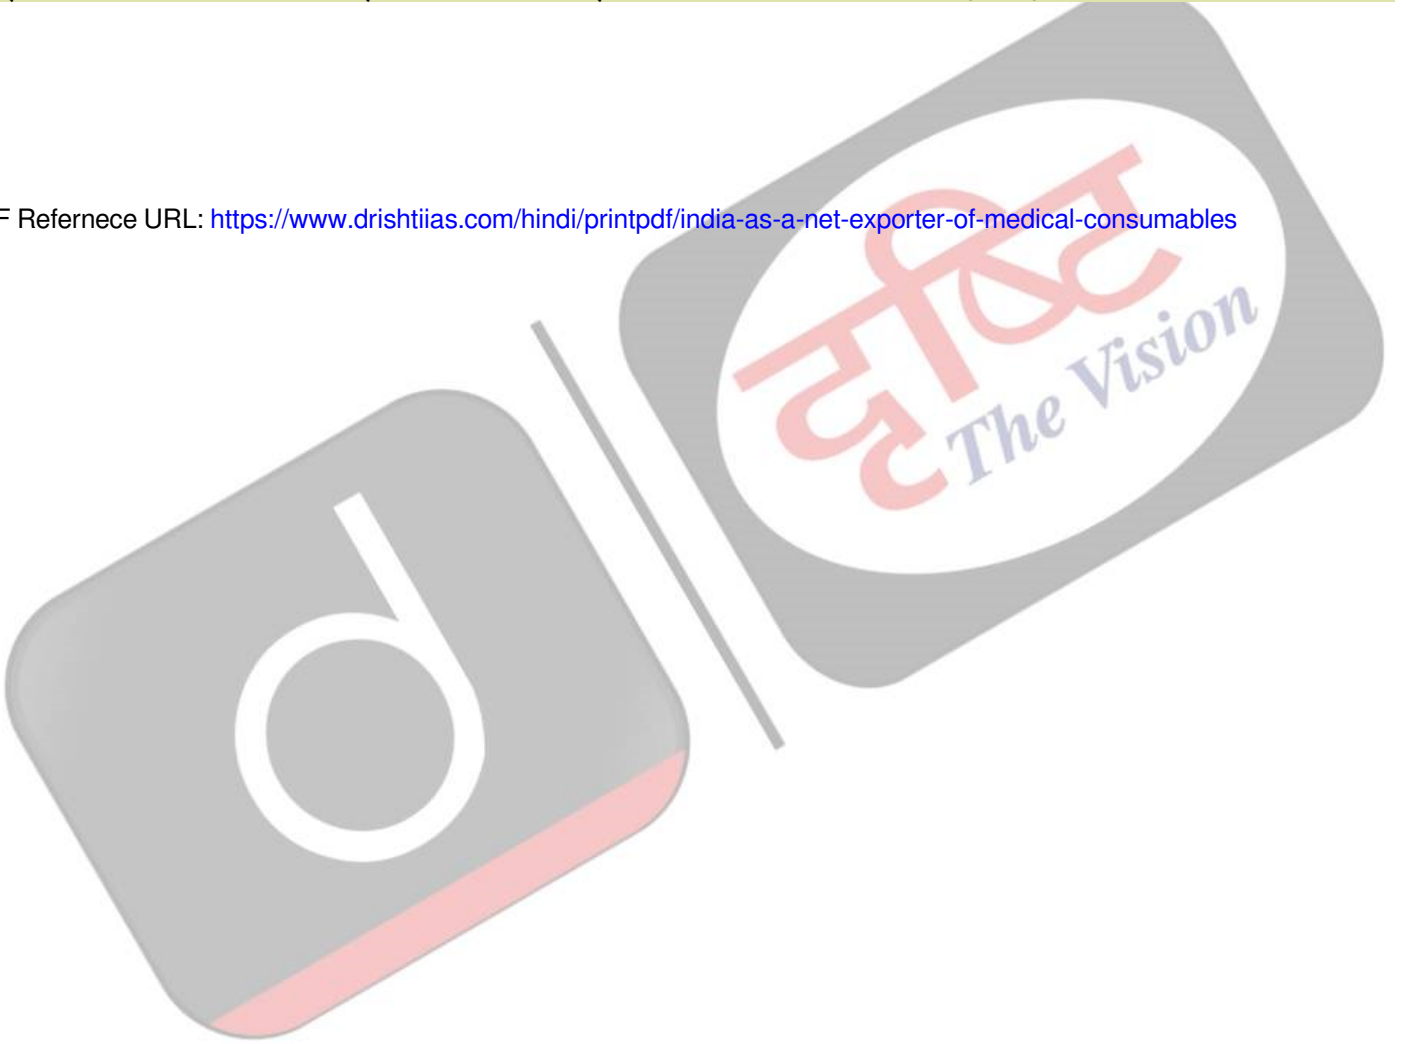 F Refernece URL: https://www.drishtiias.com/hindi/printpdf/india-as-a-net-exporter-of-medical-consumables
d
दृष्टि
The Vision